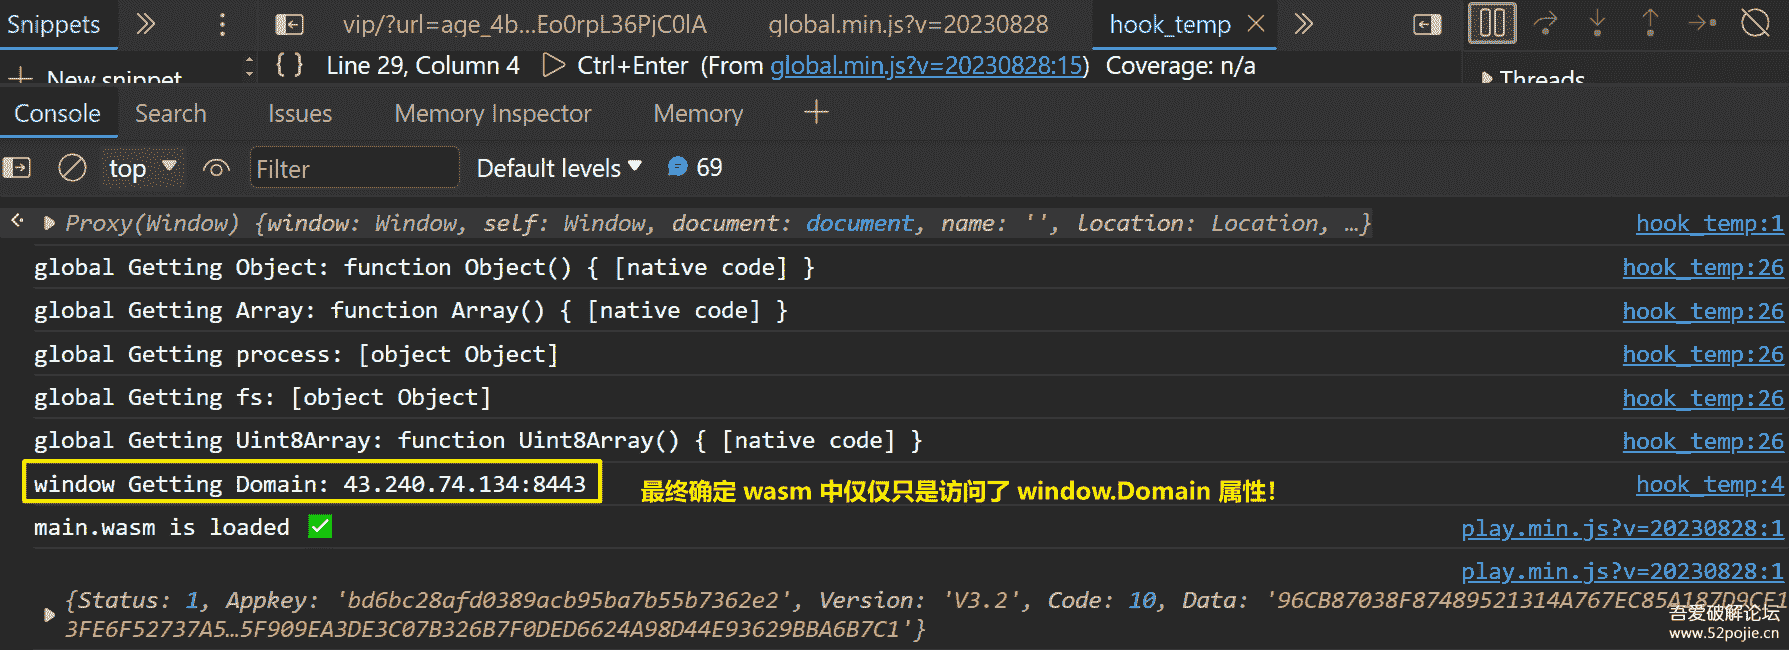 Snippets
vip/?url=age_4b...Eo0rpL36PjC0lA
global.min.js?v=20230828
hook_temp
New snippet
{ } Line 29, Column 4 Ctrl+Enter (From global.min.js?v=20230828:15) Coverage: n/a
Threads
Console Search Issues Memory Inspector Memory
top Filter Default levels 69
Proxy(Window) {window: Window, self: Window, document: document, name: '', location: Location, …} hook_temp:1
global Getting Object: function Object() { [native code] } hook_temp:26
global Getting Array: function Array() { [native code] } hook_temp:26
global Getting process: [object Object] hook_temp:26
global Getting fs: [object Object] hook_temp:26
global Getting Uint8Array: function Uint8Array() { [native code] } hook_temp:26
window Getting Domain: 43.240.74.134:8443 最终确定 wasm 中仅仅只是访问了 window.Domain 属性! hook_temp:4
main.wasm is loaded ✅ play.min.js?v=20230828:1
play.min.js?v=20230828:1
{Status: 1, Appkey: 'bd6bc28afd0389acb95ba7b55b7362e2', Version: 'V3.2', Code: 10, Data: '96CB87038F87489521314A767EC85A187D9CF1
3FE6F52737A5…5F909EA3DE3C07B326B7F0DED6624A98D44E93629BBA6B7C1'}
吾爱破解论坛
www.52pojie.cn